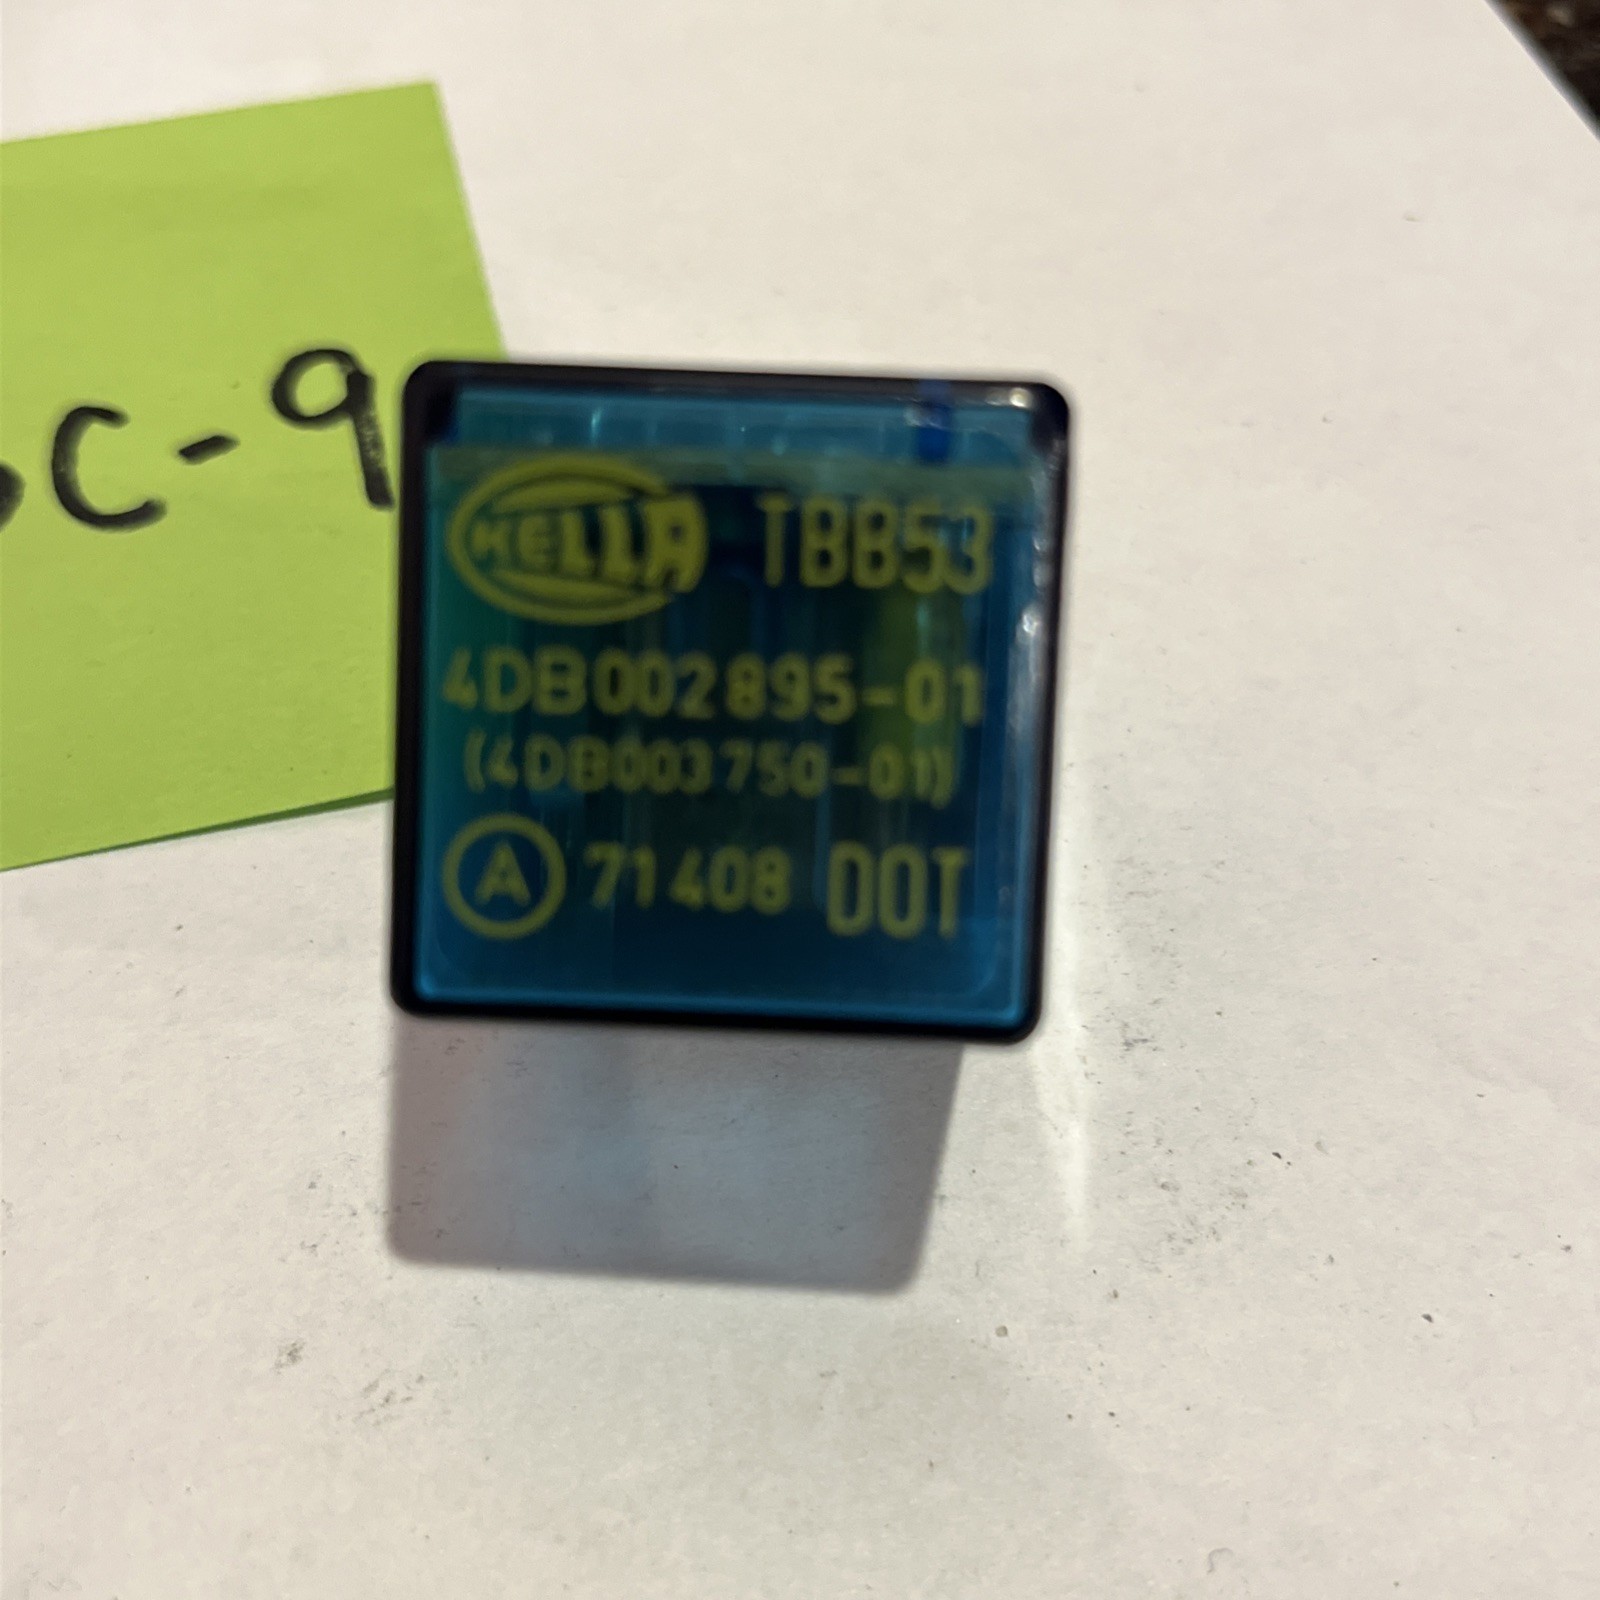 C-9
HELLA TBB53
4DB002895-01
(4DB003750-01)
A 71408 DOT